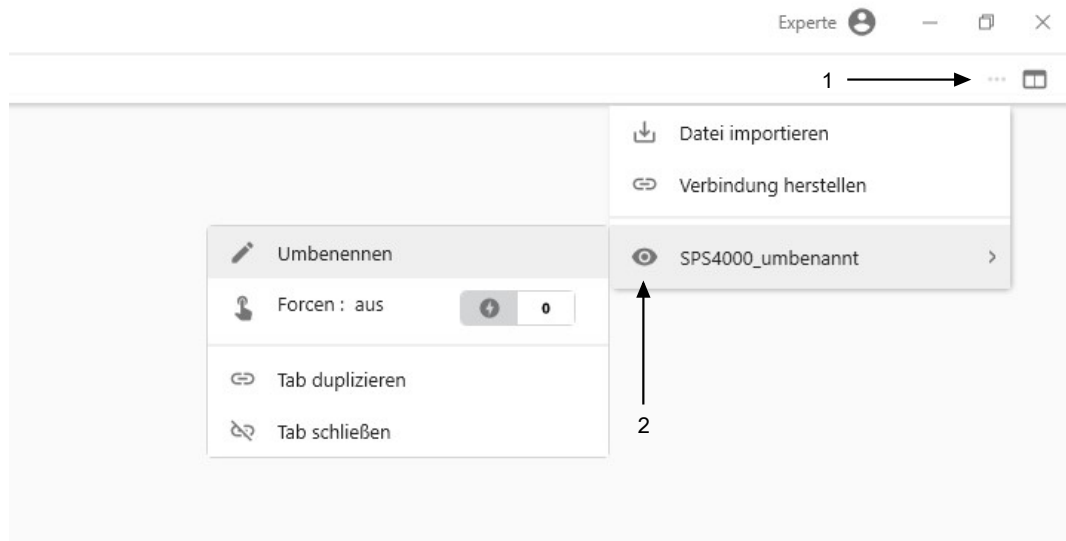 Experte
1
Datei importieren
Verbindung herstellen
SPS4000_umbenannt
Umbenennen
Forcen : aus
0
Tab duplizieren
Tab schließen
2